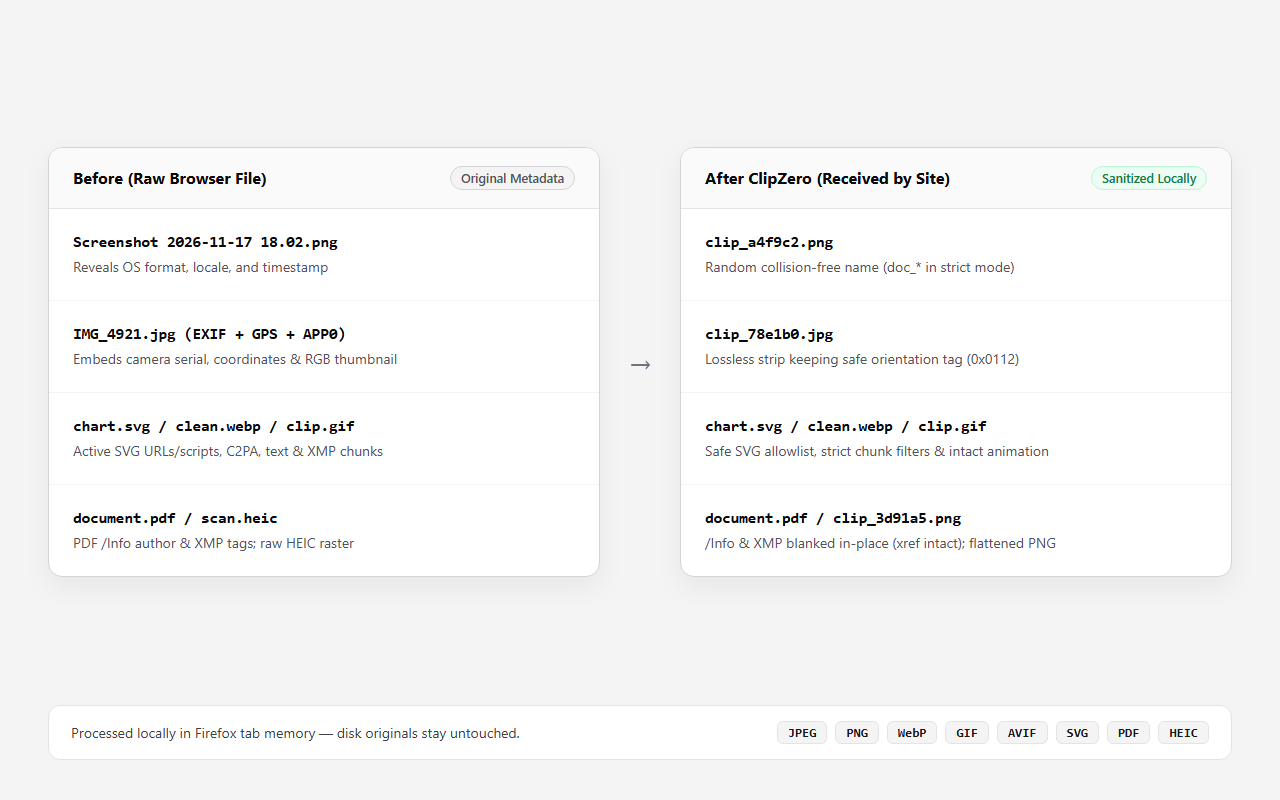 Before (Raw Browser File)
Original Metadata
Screenshot 2026-11-17 18.02.png
Reveals OS format, locale, and timestamp
IMG_4921.jpg (EXIF + GPS + APP0)
Embeds camera serial, coordinates & RGB thumbnail
chart.svg / clean.webp / clip.gif
Active SVG URLs/scripts, C2PA, text & XMP chunks
document.pdf / scan.heic
PDF /Info author & XMP tags; raw HEIC raster
→
After ClipZero (Received by Site)
Sanitized Locally
clip_a4f9c2.png
Random collision-free name (doc_* in strict mode)
clip_78e1b0.jpg
Lossless strip keeping safe orientation tag (0x0112)
chart.svg / clean.webp / clip.gif
Safe SVG allowlist, strict chunk filters & intact animation
document.pdf / clip_3d91a5.png
/Info & XMP blanked in-place (xref intact); flattened PNG
Processed locally in Firefox tab memory — disk originals stay untouched.
JPEG PNG WebP GIF AVIF SVG PDF HEIC